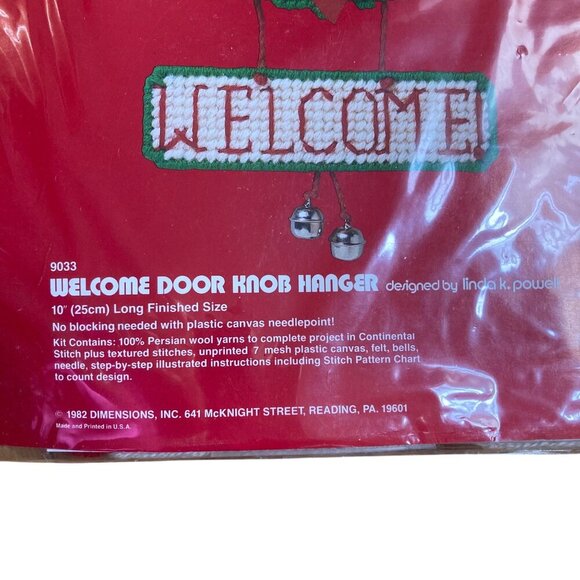 WELCOME!
9033
WELCOME DOOR KNOB HANGER designed by linda k. powell
10" (25cm) Long Finished Size
No blocking needed with plastic canvas needlepoint!
Kit Contains: 100% Persian wool yarns to complete project in Continental
Stitch plus textured stitches, unprinted 7 mesh plastic canvas, felt, bells,
needle, step-by-step illustrated instructions including Stitch Pattern Chart
to count design.
© 1982 DIMENSIONS, INC. 641 McKNIGHT STREET, READING, PA. 19601
Made and Printed in U.S.A.